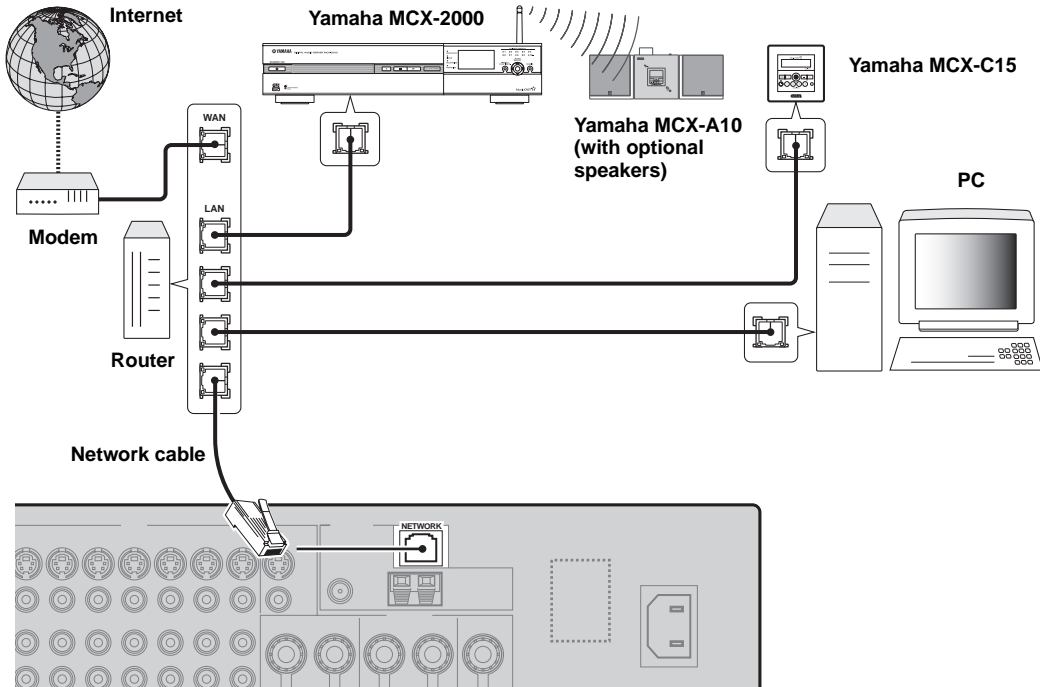 Internet
Yamaha MCX-2000
YAMAHA
Yamaha MCX-C15
WAN
Yamaha MCX-A10
(with optional
speakers)
PC
LAN
Modem
Router
Network cable
NETWORK